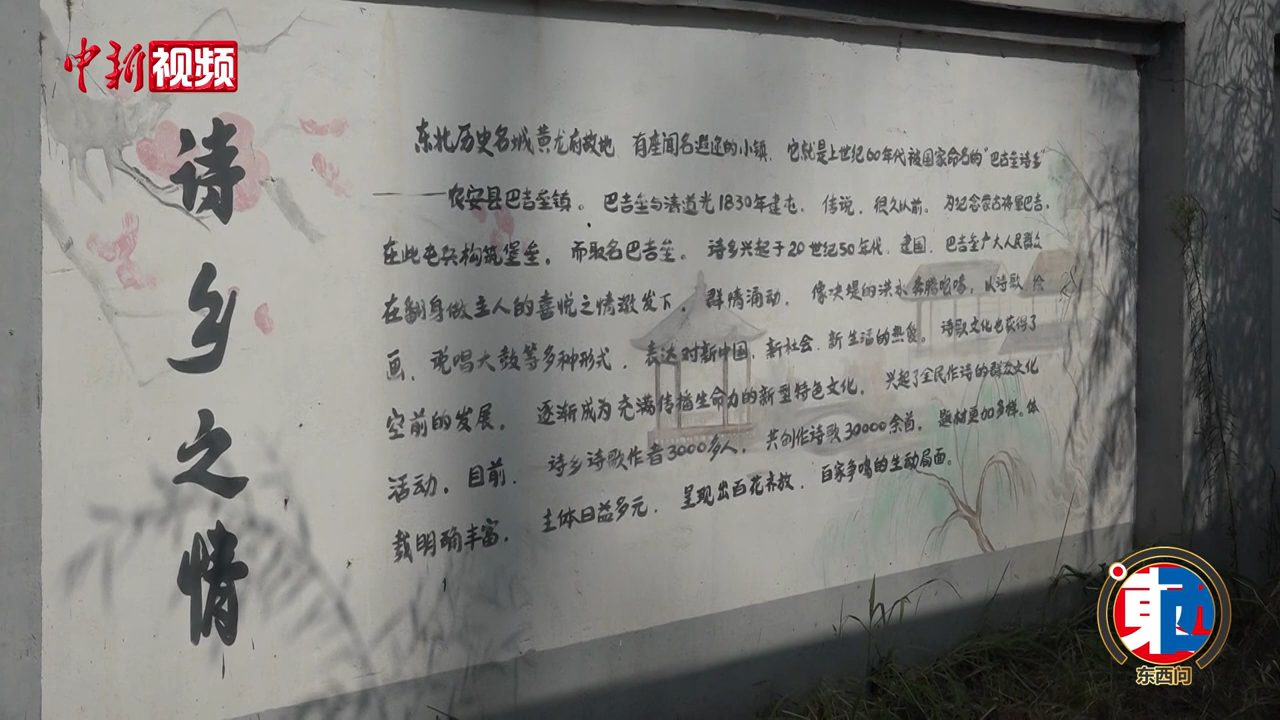 中新视频
诗乡之情
东北历史名城黄龙府故地，有座闻名遐迩的小镇，它就是上世纪60年代被国家命名的“巴吉垒诗乡”
——农安县巴吉垒镇。巴吉垒与清道光1830年建屯，传说，很久以前，为纪念蒙古将军巴吉，
在此屯兵构筑堡垒，而取名巴吉垒。诗乡兴起于20世纪50年代，建国，巴吉垒广大人民群众
在翻身做主人的喜悦之情激发下，群情涌动，像决堤的洪水奔腾咆哮，以诗歌 绘
画、说唱大鼓等多种形式，表达对新中国、新社会、新生活的热爱。诗歌文化也获得了
空前的发展，逐渐成为充满传播生命力的新型特色文化，兴起了全民作诗的群众文化
活动，目前，诗乡诗歌作者3000多人，共创作诗歌30000余首，题材更加多样。体
裁明确丰富，主体日益多元，呈现出百花齐放，百家争鸣的生动局面。
东西问